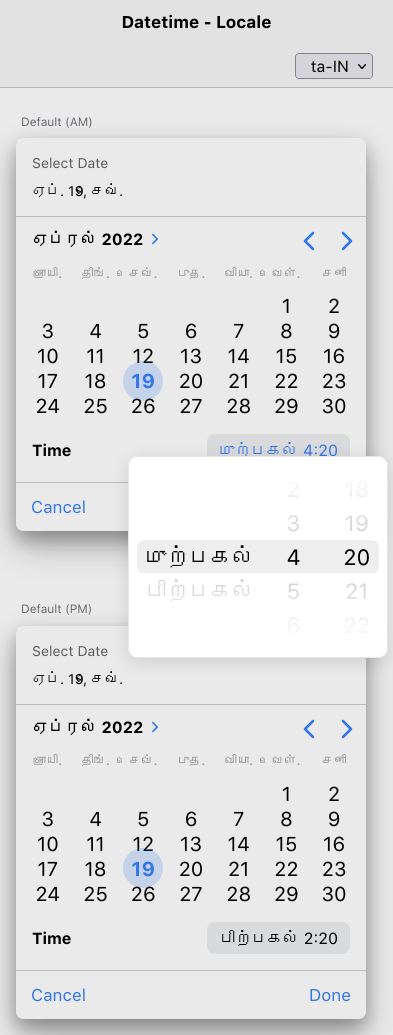 Datetime - Locale
ta-IN
Default (AM)
Select Date
ஏப். 19, செவ்.
ஏப்ரல் 2022
ஞாயி. திங். செவ். புத. வியா. வெள். சனி
1 2
3 4 5 6 7 8 9
10 11 12 13 14 15 16
17 18 19 20 21 22 23
24 25 26 27 28 29 30
Time முற்பகல் 4:20
Cancel
2 18
3 19
முற்பகல் 4 20
பிற்பகல் 5 21
6 22
Default (PM)
Select Date
ஏப். 19, செவ்.
ஏப்ரல் 2022
ஞாயி. திங். செவ். புத. வியா. வெள். சனி
1 2
3 4 5 6 7 8 9
10 11 12 13 14 15 16
17 18 19 20 21 22 23
24 25 26 27 28 29 30
Time பிற்பகல் 2:20
Cancel Done